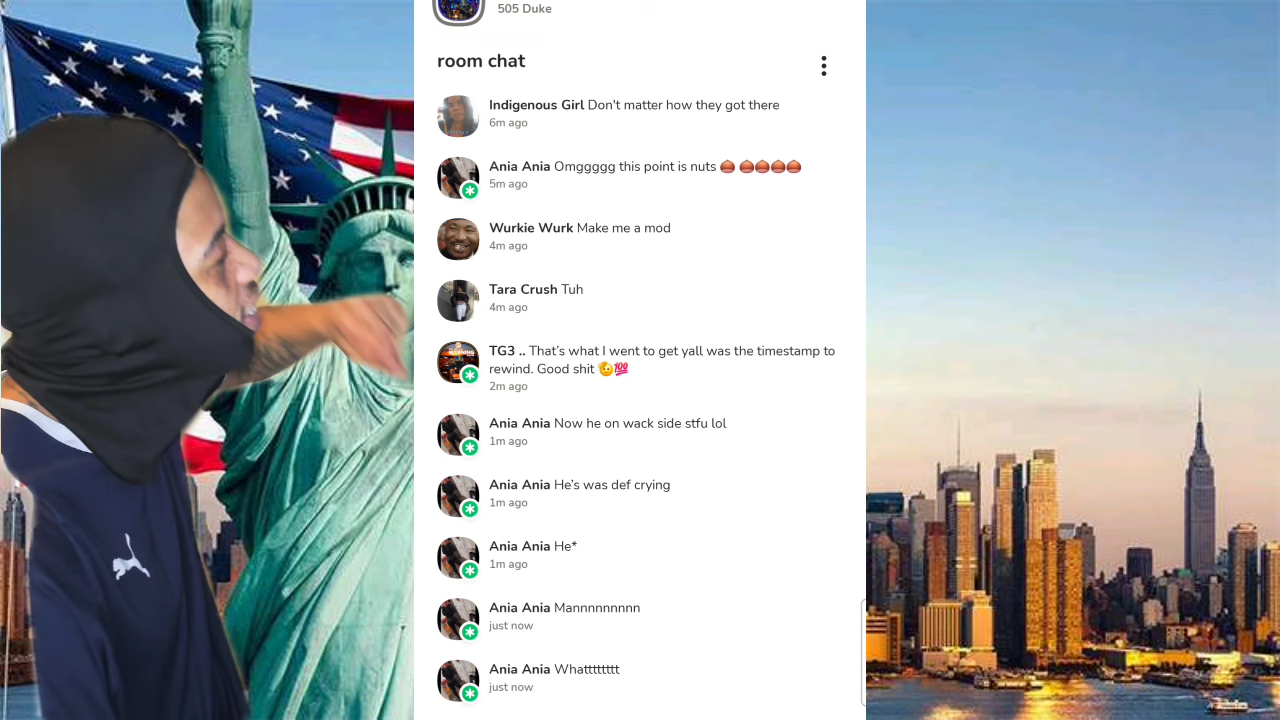 505 Duke
room chat
Indigenous Girl Don't matter how they got there
6m ago
Ania Ania Omggggg this point is nuts 🌰 🌰🌰🌰🌰
5m ago
Wurkie Wurk Make me a mod
4m ago
Tara Crush Tuh
4m ago
TG3 .. That's what I went to get yall was the timestamp to
rewind. Good shit 🫡💯
2m ago
Ania Ania Now he on wack side stfu lol
1m ago
Ania Ania He's was def crying
1m ago
Ania Ania He*
1m ago
Ania Ania Mannnnnnnnn
just now
Ania Ania Whatttttttt
just now